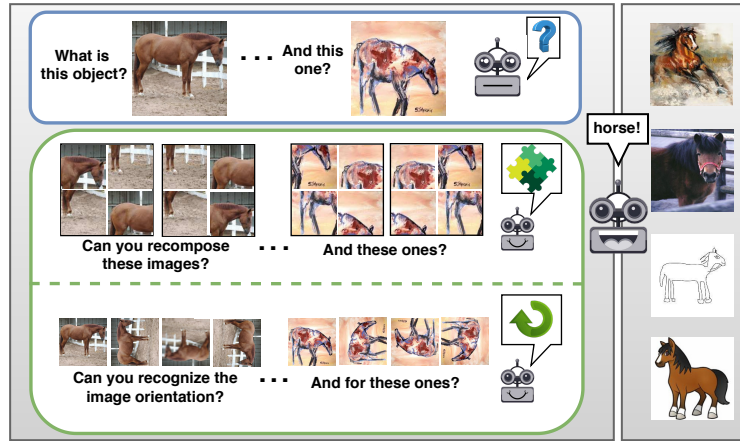 What is
this object?
And this
one?
?
horse!
Can you recompose
these images?
And these ones?
Can you recognize the
image orientation?
And for these ones?